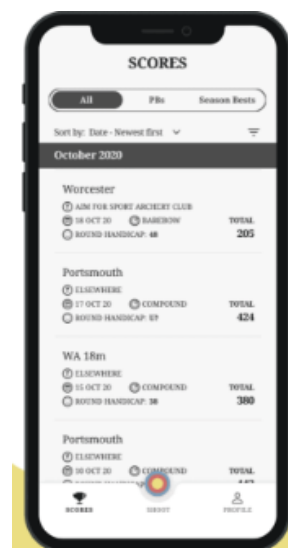 SCORES
All PBs Season Bests
Sort by: Date - Newest first
October 2020
Worcester
AIM FOR SPORT ARCHERY CLUB
18 OCT 20 BAREBOW TOTAL
ROUND HANDICAP: 48 205
Portsmouth
ELSEWHERE
17 OCT 20 COMPOUND TOTAL
ROUND HANDICAP: 424
WA 18m
ELSEWHERE
15 OCT 20 COMPOUND TOTAL
ROUND HANDICAP: 38 380
Portsmouth
ELSEWHERE
10 OCT 20 COMPOUND TOTAL
SCORES SHOOT PROFILE